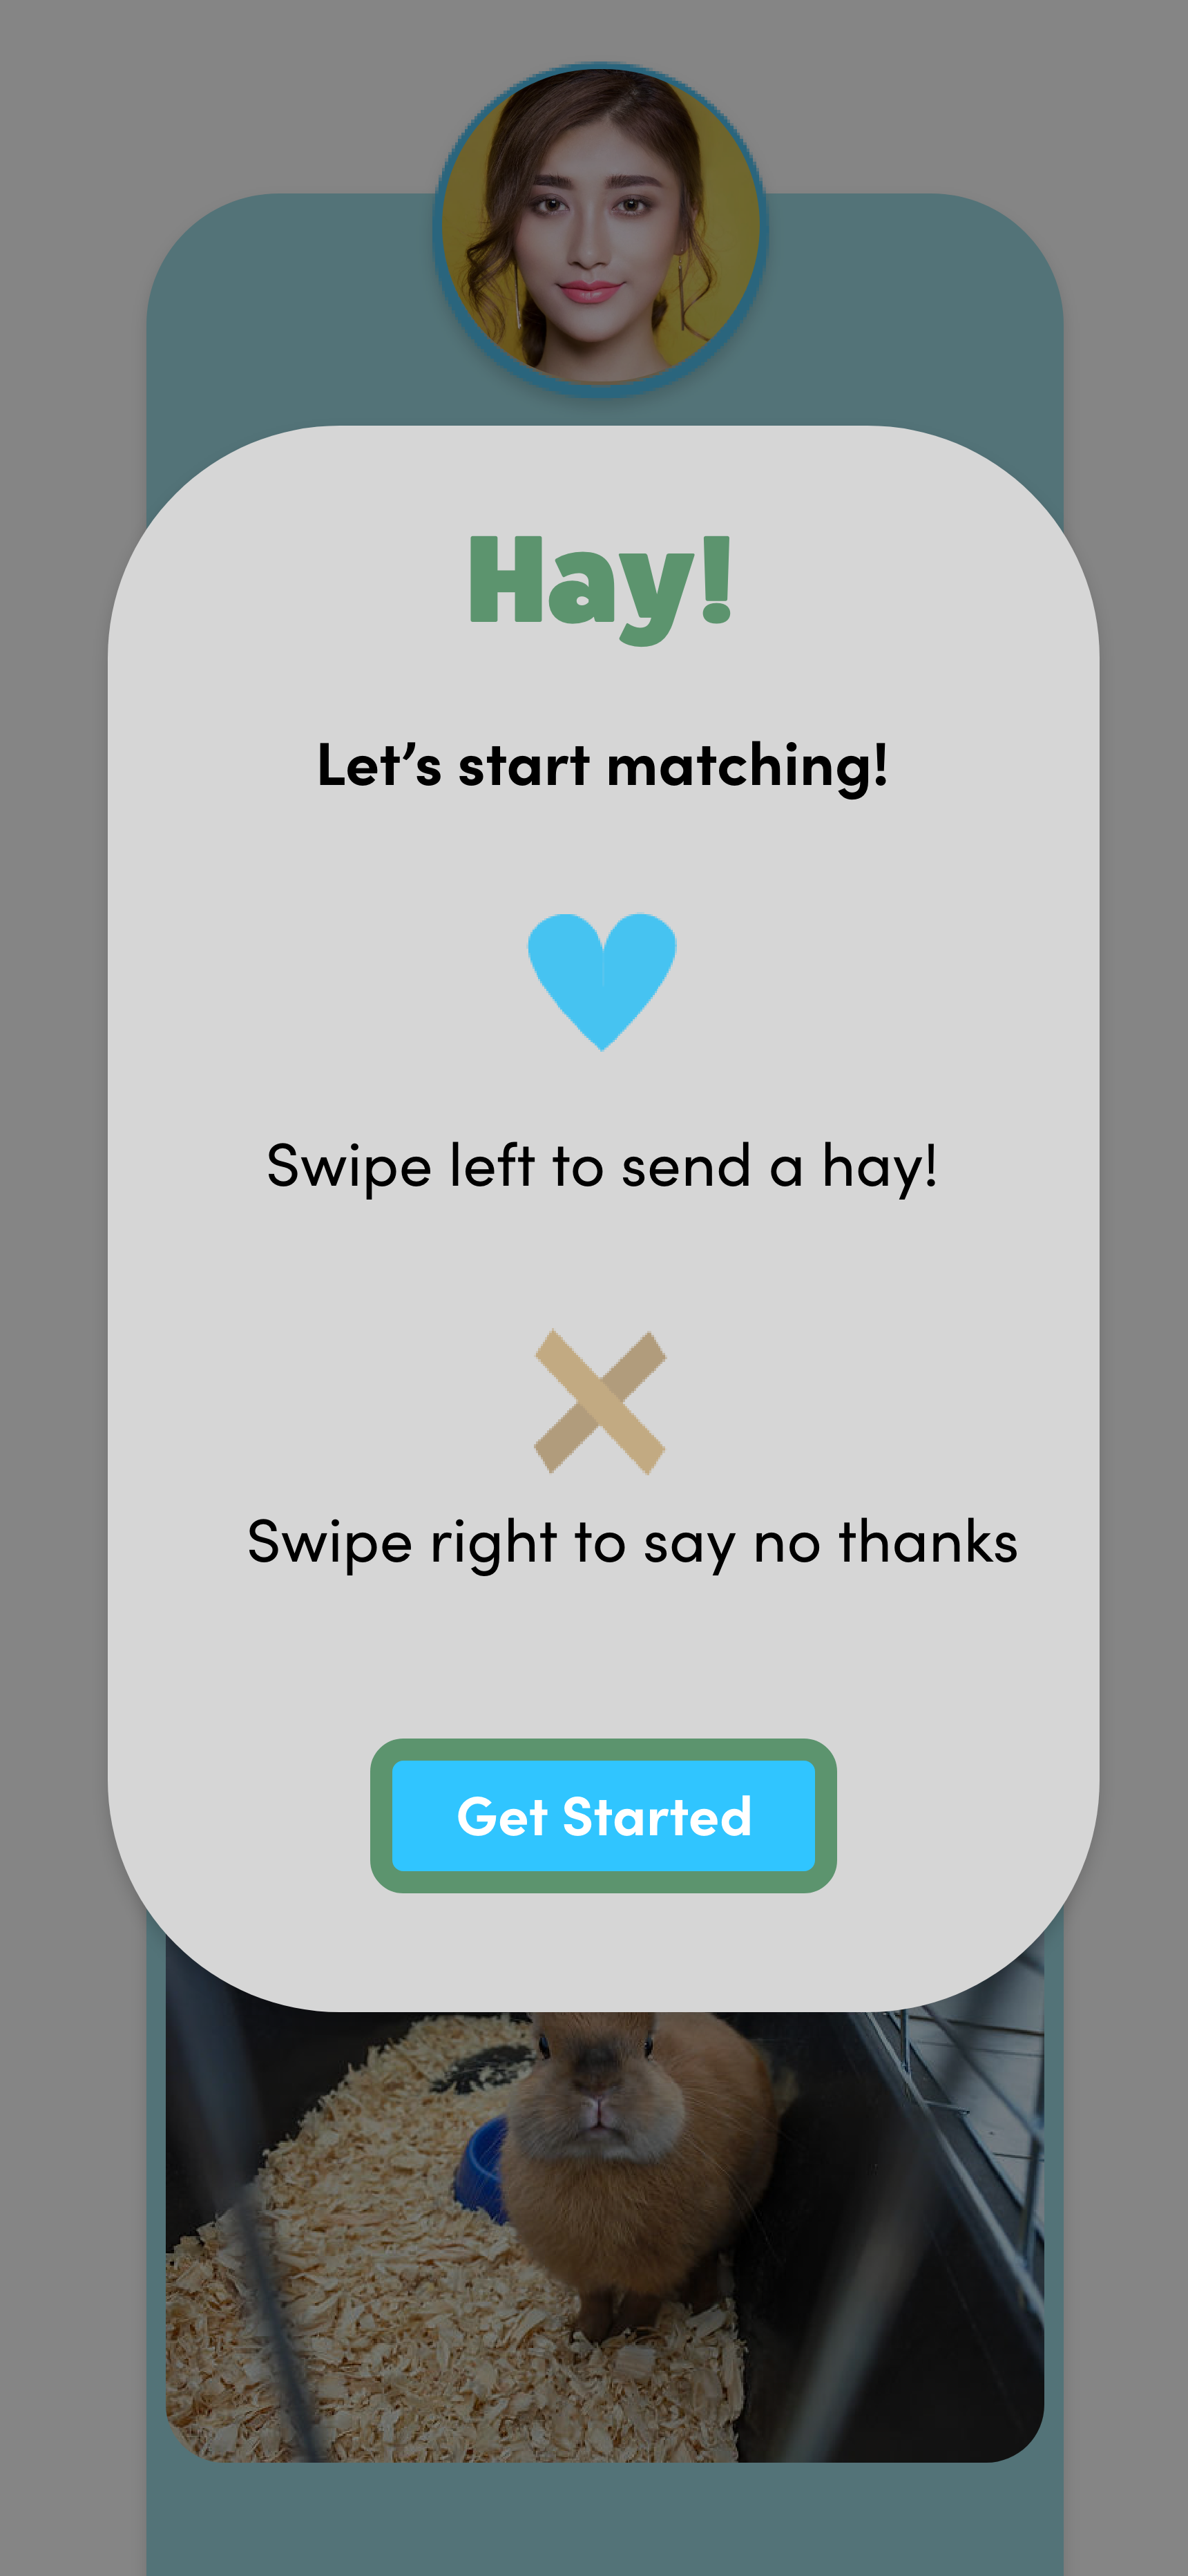 Hay!
Let’s start matching!
Swipe left to send a hay!
Swipe right to say no thanks
Get Started